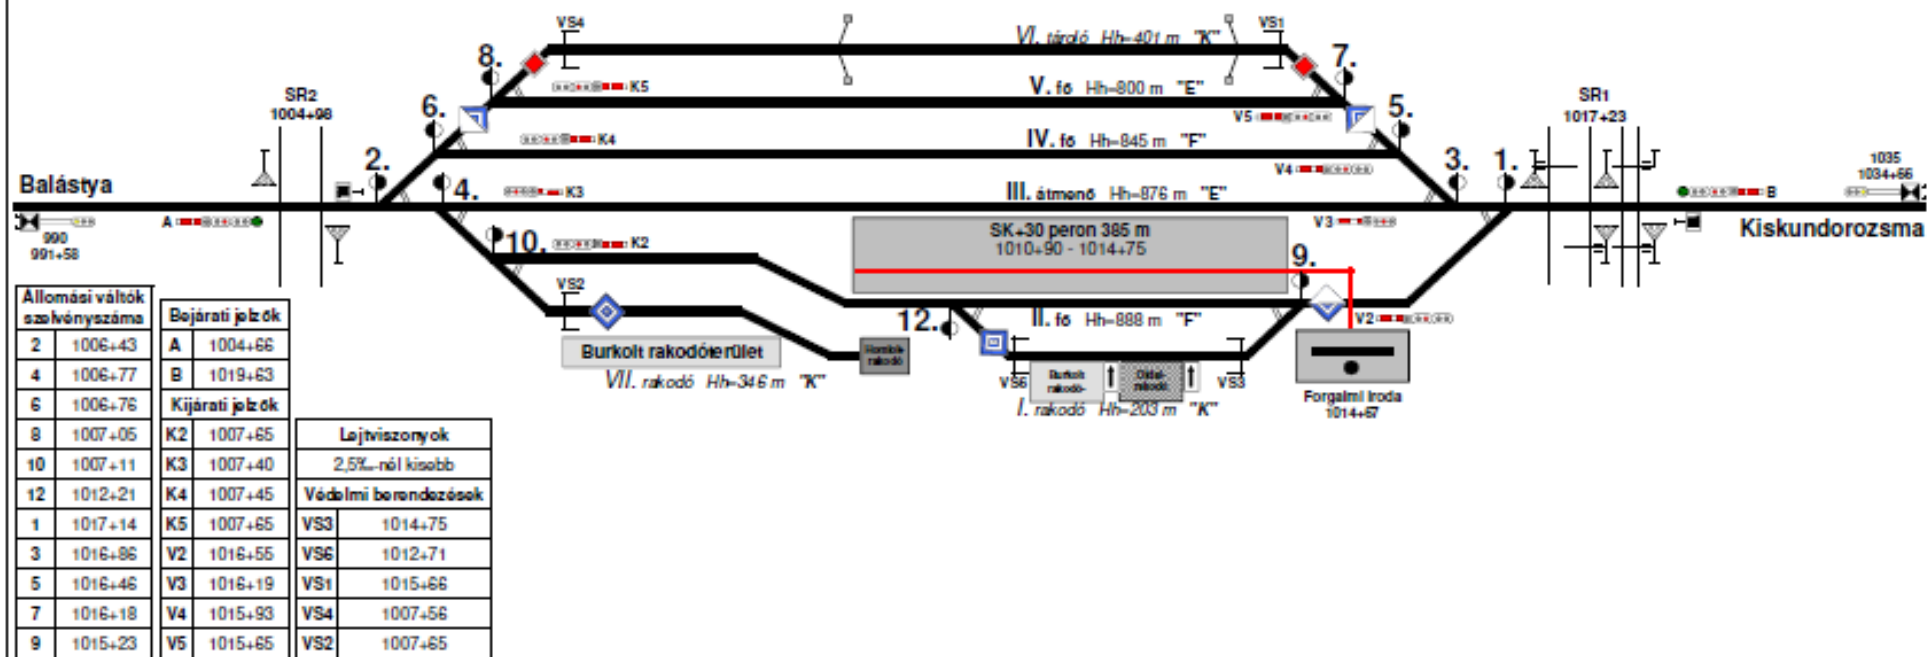 VS4
VS1
VI. tároló Hh=401 m "K"
8.
7.
K5
V. fő Hh=800 m "E"
SR2
1004+98
SR1
1017+23
6.
V5
5.
K4
IV. fő Hh=845 m "F"
2.
V4
3.
1.
1035
1034+66
Balástya
4.
K3
III. átmenő Hh=876 m "E"
B
A
V3
Kiskundorozsma
990
991+58
10.
K2
SK+30 peron 385 m
1010+90 - 1014+75
9.
VS2
12.
II. fő Hh=888 m "F"
V2
Burkolt rakodóterület
VII. rakodó Hh=346 m "K"
VS6
Burkolt
rakodó-
VS3
I. rakodó Hh=203 m "K"
Forgalmi Iroda
1014+67
Állomási váltók
szelvényszáma
2 1006+43
4 1006+77
6 1006+76
8 1007+05
10 1007+11
12 1012+21
1 1017+14
3 1016+86
5 1016+46
7 1016+18
9 1015+23
Bejárati jelzők
A 1004+66
B 1019+63
Kijárati jelzők
K2 1007+65
K3 1007+40
K4 1007+45
K5 1007+65
V2 1016+55
V3 1016+19
V4 1015+93
V5 1015+65
Lejtviszonyok
2,5‰-nél kisebb
Védelmi berendezések
VS3 1014+75
VS6 1012+71
VS1 1015+66
VS4 1007+56
VS2 1007+65